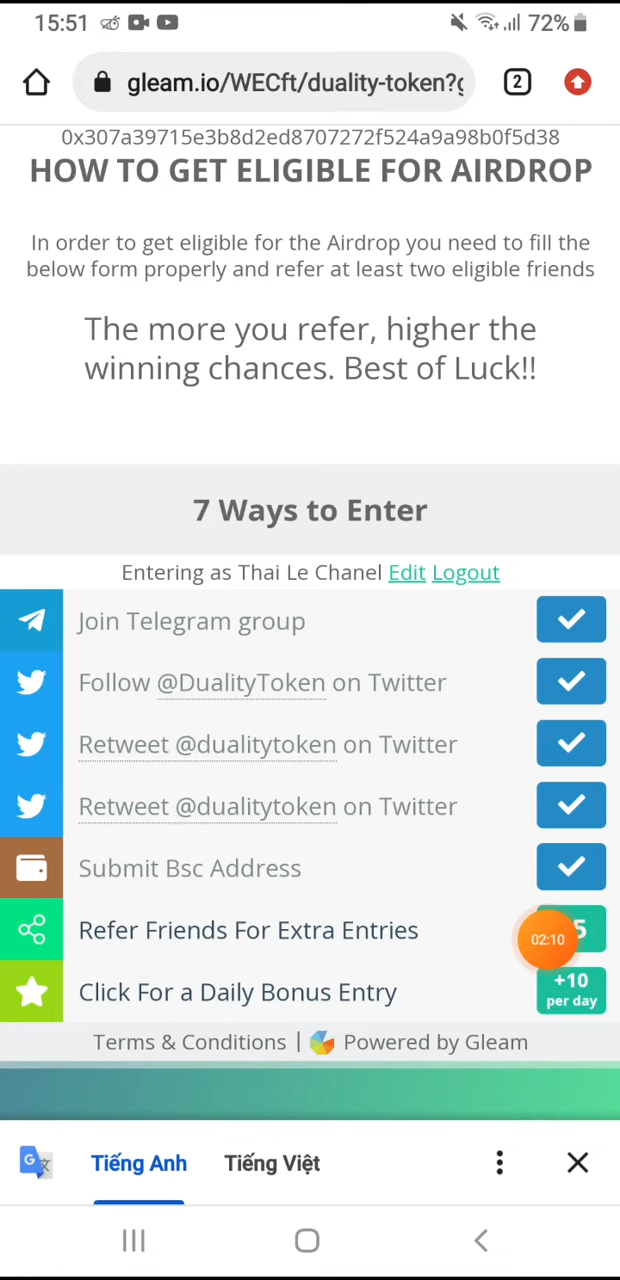 15:51
72%
gleam.io/WECft/duality-token?g
2
0x307a39715e3b8d2ed8707272f524a9a98b0f5d38
HOW TO GET ELIGIBLE FOR AIRDROP
In order to get eligible for the Airdrop you need to fill the
below form properly and refer at least two eligible friends
The more you refer, higher the
winning chances. Best of Luck!!
7 Ways to Enter
Entering as Thai Le Chanel Edit Logout
Join Telegram group
Follow @DualityToken on Twitter
Retweet @dualitytoken on Twitter
Retweet @dualitytoken on Twitter
Submit Bsc Address
Refer Friends For Extra Entries
02:10
5
Click For a Daily Bonus Entry
+10
per day
Terms & Conditions | Powered by Gleam
G
Tiếng Anh
Tiếng Việt